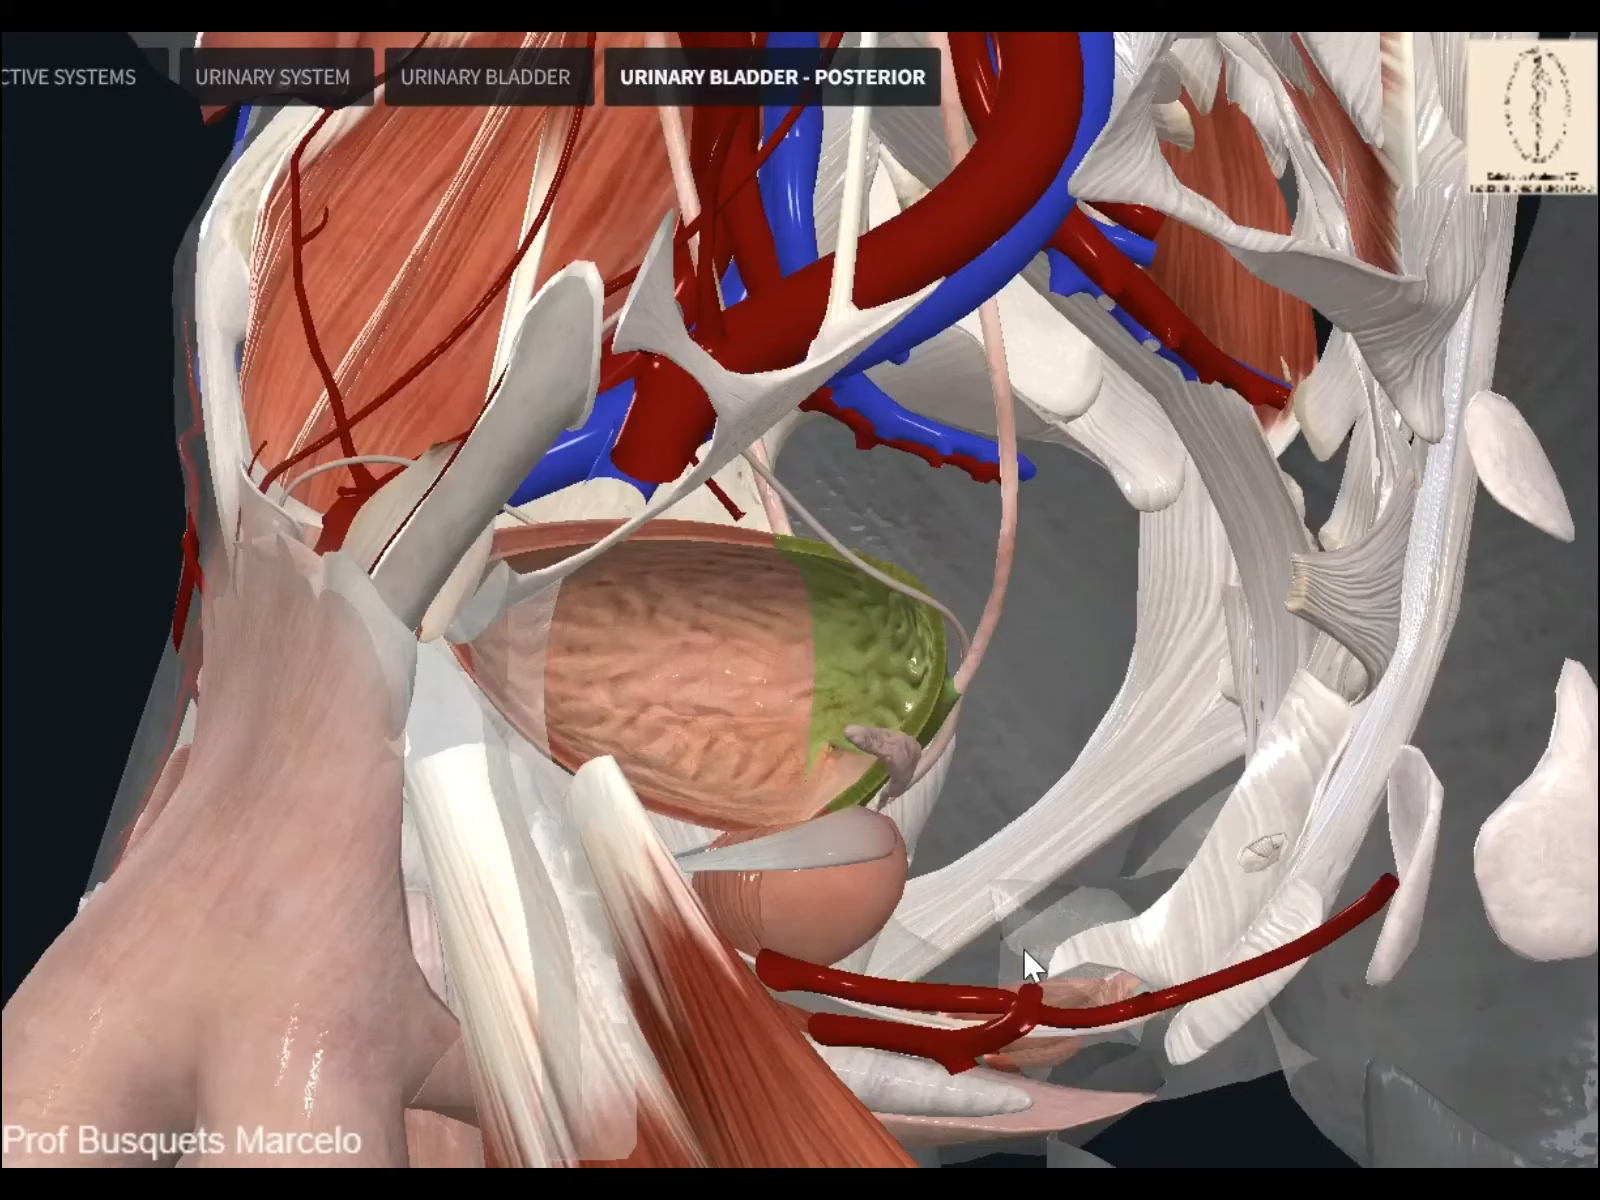 CTIVE SYSTEMS
URINARY SYSTEM
URINARY BLADDER
URINARY BLADDER - POSTERIOR
Prof Busquets Marcelo